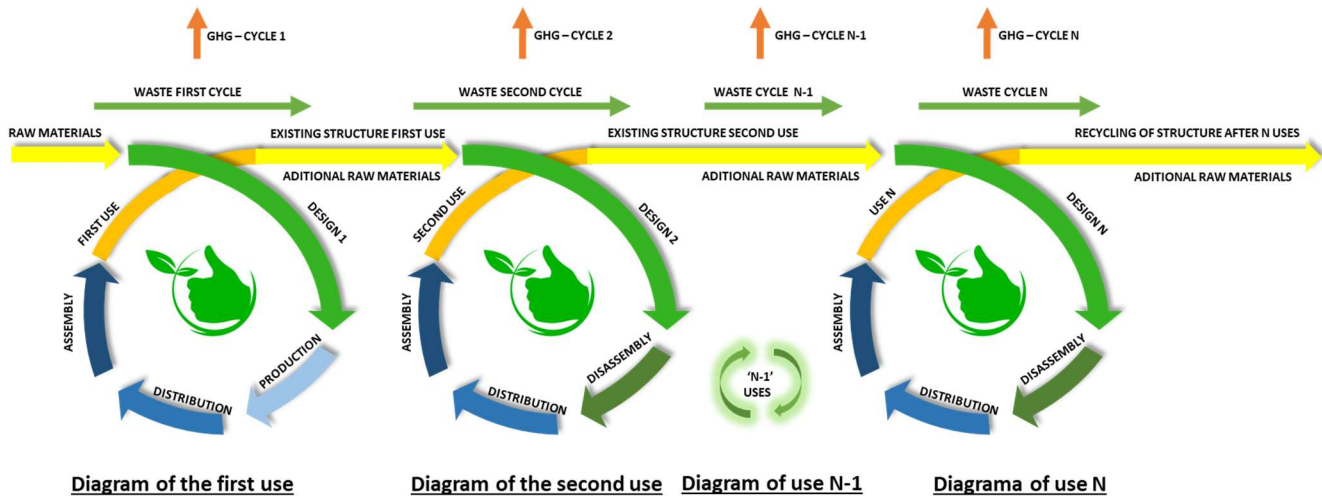 GHG – CYCLE 1
GHG – CYCLE 2
GHG – CYCLE N-1
GHG – CYCLE N
WASTE FIRST CYCLE
WASTE SECOND CYCLE
WASTE CYCLE N-1
WASTE CYCLE N
RAW MATERIALS
EXISTING STRUCTURE FIRST USE
EXISTING STRUCTURE SECOND USE
RECYCLING OF STRUCTURE AFTER N USES
ADITIONAL RAW MATERIALS
ADITIONAL RAW MATERIALS
ADITIONAL RAW MATERIALS
FIRST USE
DESIGN 1
SECOND USE
DESIGN 2
USE N
DESIGN N
ASSEMBLY
PRODUCTION
DISTRIBUTION
ASSEMBLY
DISASSEMBLY
DISTRIBUTION
'N-1'
USES
ASSEMBLY
DISASSEMBLY
DISTRIBUTION
Diagram of the first use
Diagram of the second use
Diagram of use N-1
Diagrama of use N